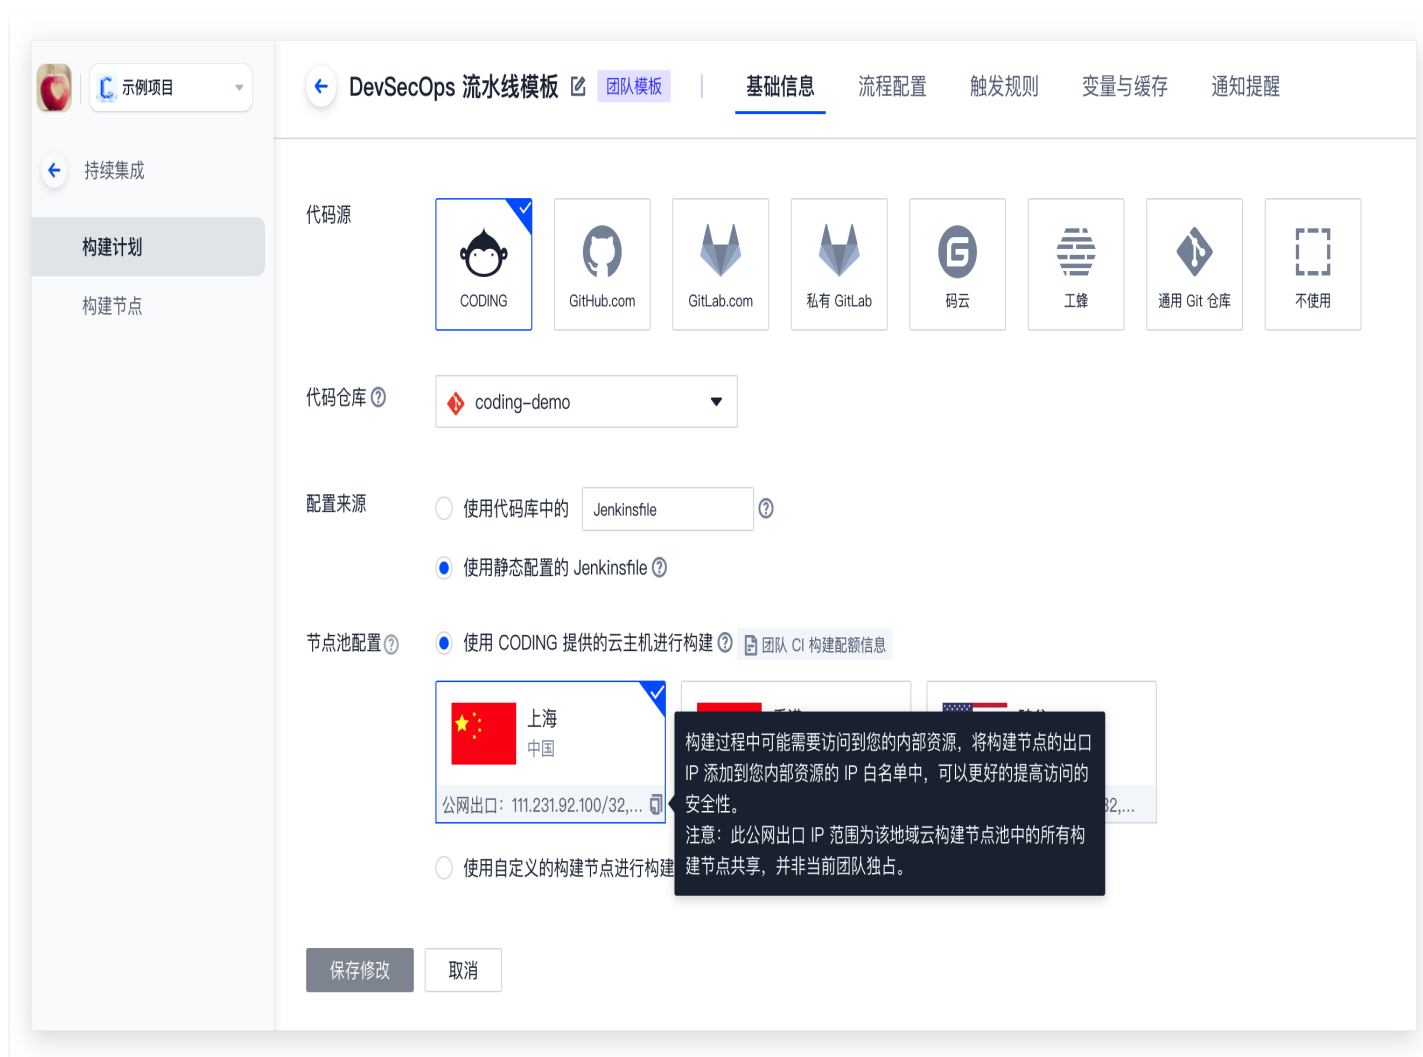 示例项目
DevSecOps 流水线模板
团队模板
基础信息
流程配置
触发规则
变量与缓存
通知提醒
持续集成
构建计划
构建节点
代码源
CODING
GitHub.com
GitLab.com
私有 GitLab
码云
工蜂
通用 Git 仓库
不使用
代码仓库
coding-demo
配置来源
使用代码库中的
Jenkinsfile
使用静态配置的 Jenkinsfile
节点池配置
使用 CODING 提供的云主机进行构建
团队 CI 构建配额信息
上海
中国
公网出口：111.231.92.100/32,...
构建过程中可能需要访问到您的内部资源，将构建节点的出口
IP 添加到您内部资源的 IP 白名单中，可以更好的提高访问的
安全性。
注意：此公网出口 IP 范围为该地域云构建节点池中的所有构
建节点共享，并非当前团队独占。
32,...
使用自定义的构建节点进行构建
保存修改
取消